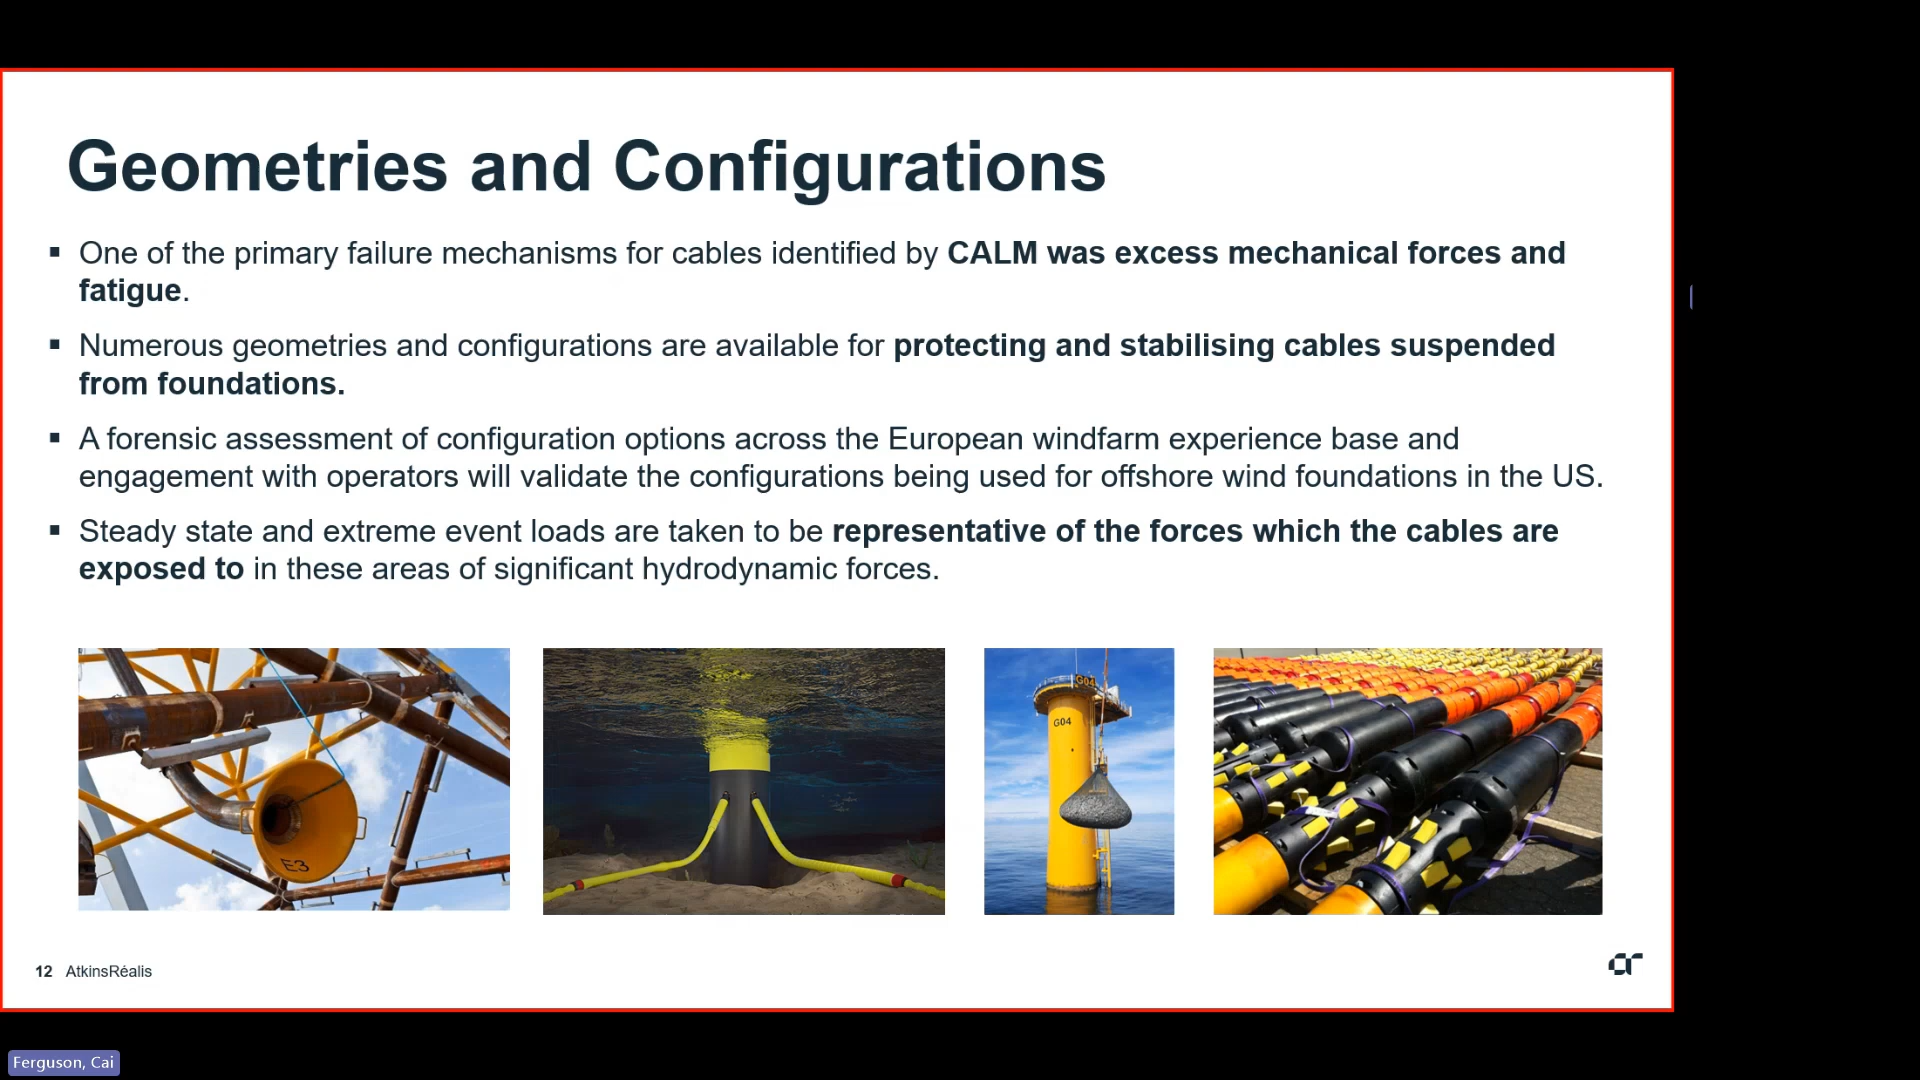 Geometries and Configurations
▪ One of the primary failure mechanisms for cables identified by CALM was excess mechanical forces and
fatigue.
▪ Numerous geometries and configurations are available for protecting and stabilising cables suspended
from foundations.
▪ A forensic assessment of configuration options across the European windfarm experience base and
engagement with operators will validate the configurations being used for offshore wind foundations in the US.
▪ Steady state and extreme event loads are taken to be representative of the forces which the cables are
exposed to in these areas of significant hydrodynamic forces.
E3
G04
G04
12 AtkinsRéalis
Ferguson, Cai